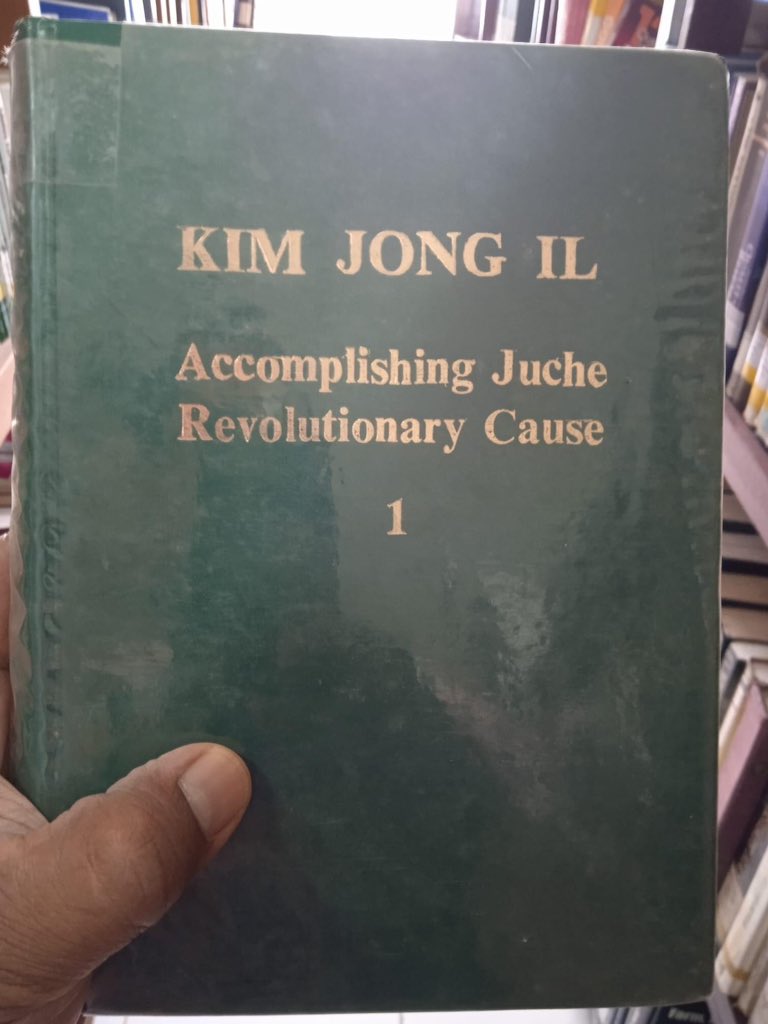 KIM JONG IL
Accomplishing Juche
Revolutionary Cause
1